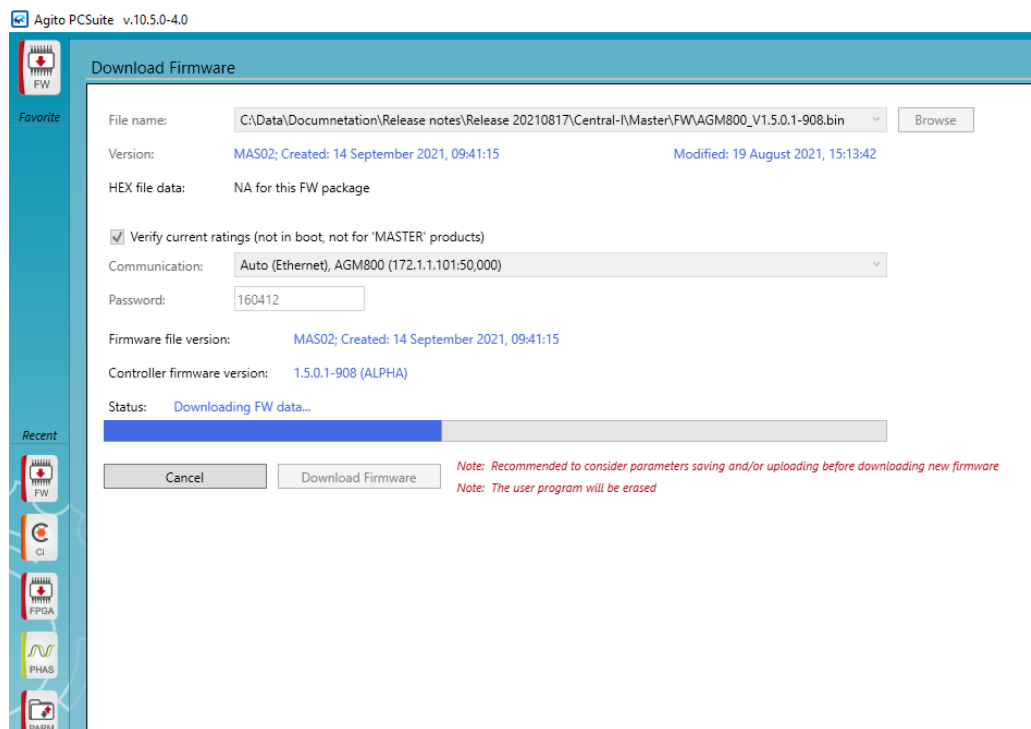 Agito PCSuite v.10.5.0-4.0
FW
Download Firmware
Favorite
File name: C:\Data\Documnetation\Release notes\Release 20210817\Central-I\Master\FW\AGM800_V1.5.0.1-908.bin Browse
Version: MAS02; Created: 14 September 2021, 09:41:15 Modified: 19 August 2021, 15:13:42
HEX file data: NA for this FW package
Verify current ratings (not in boot, not for 'MASTER' products)
Communication: Auto (Ethernet), AGM800 (172.1.1.101:50,000)
Password: 160412
Firmware file version: MAS02; Created: 14 September 2021, 09:41:15
Controller firmware version: 1.5.0.1-908 (ALPHA)
Status: Downloading FW data...
Recent
Cancel Download Firmware
Note: Recommended to consider parameters saving and/or uploading before downloading new firmware
Note: The user program will be erased
FW
CI
FPGA
PHAS
PARM